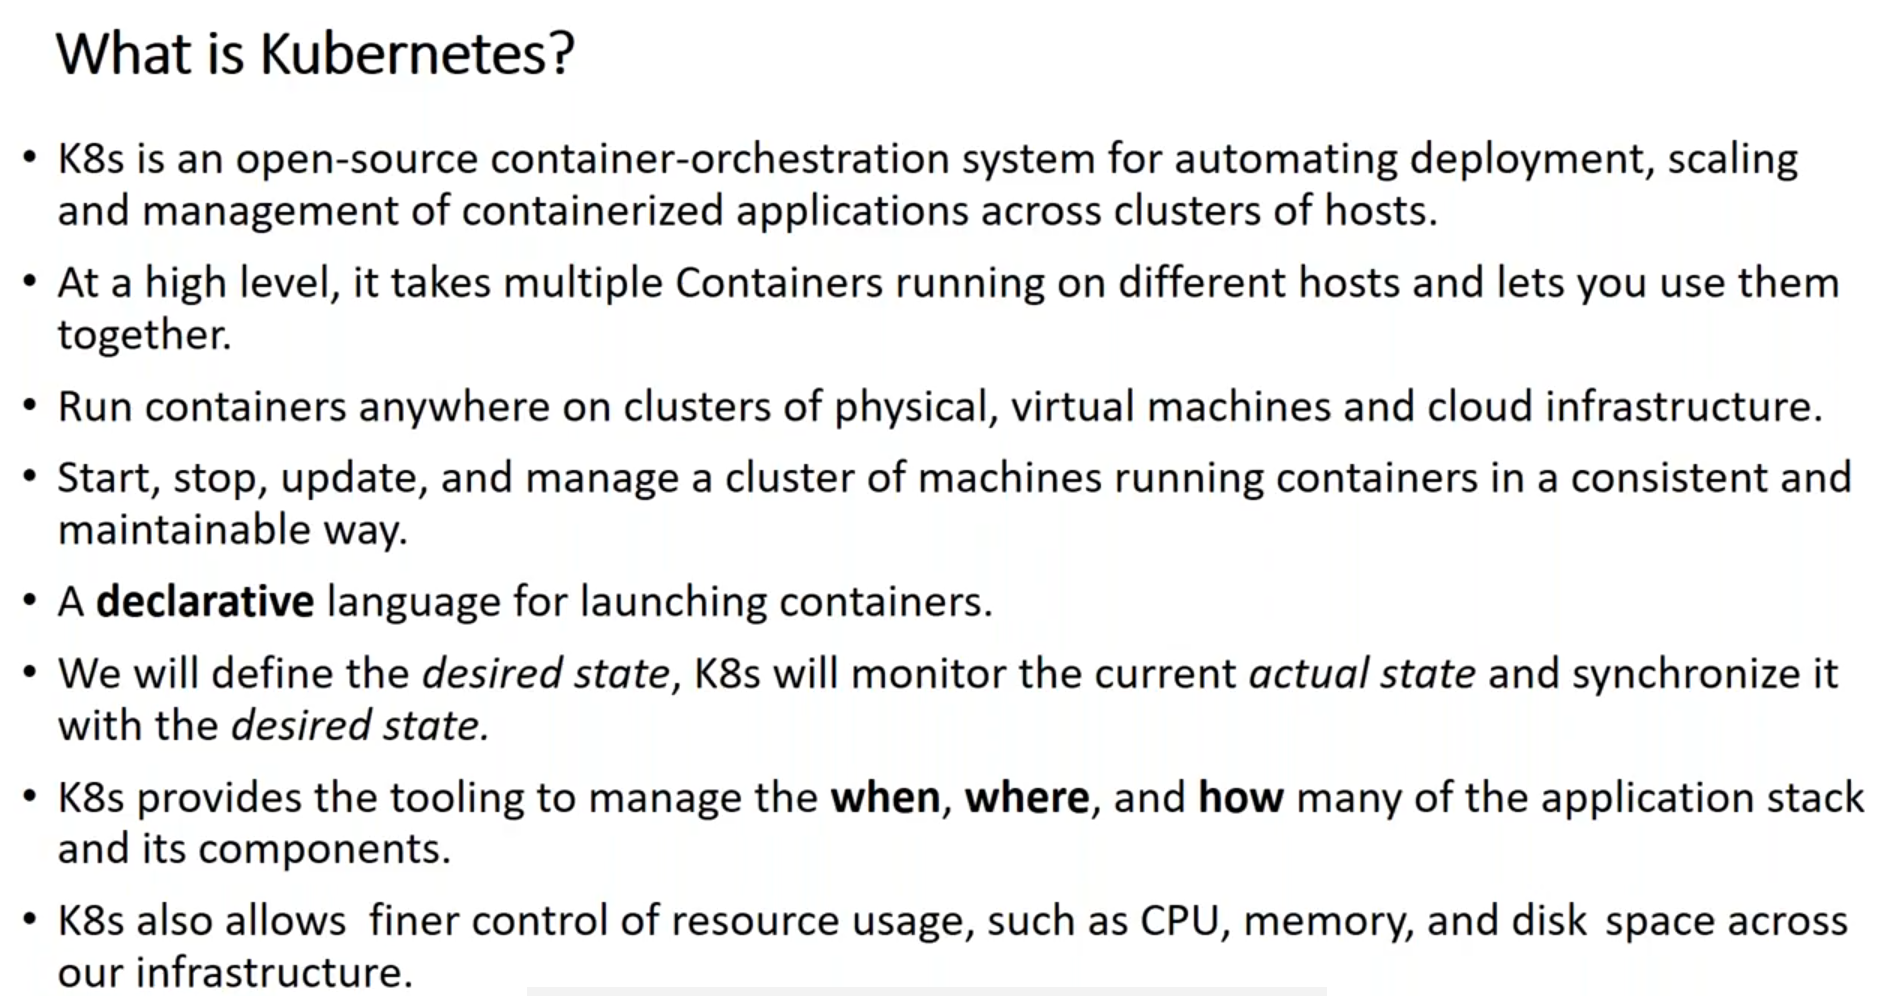 What is Kubernetes?
• K8s is an open-source container-orchestration system for automating deployment, scaling
and management of containerized applications across clusters of hosts.
• At a high level, it takes multiple Containers running on different hosts and lets you use them
together.
• Run containers anywhere on clusters of physical, virtual machines and cloud infrastructure.
• Start, stop, update, and manage a cluster of machines running containers in a consistent and
maintainable way.
• A declarative language for launching containers.
• We will define the desired state, K8s will monitor the current actual state and synchronize it
with the desired state.
• K8s provides the tooling to manage the when, where, and how many of the application stack
and its components.
• K8s also allows finer control of resource usage, such as CPU, memory, and disk space across
our infrastructure.